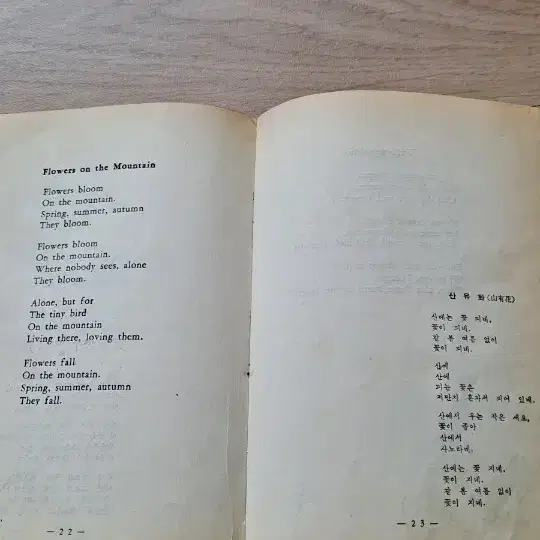 Flowers on the Mountain
Flowers bloom
On the mountain.
Spring, summer, autumn
They bloom.
Flowers bloom
On the mountain.
Where nobody sees, alone
They bloom.
Alone, but for
The tiny bird
On the mountain
Living there, loving them.
Flowers fall
On the mountain.
Spring, summer, autumn
They fall.
— 22 —
산 유 화 (山有花)
산에는 꽃 피네,
꽃이 피네.
갈 봄 여름 없이
꽃이 피네.
산에
산에
피는 꽃은
저만치 혼자서 피어 있네.
산에서 우는 작은 새요,
꽃이 좋아
산에서
사노라네.
산에는 꽃 지네,
꽃이 지네.
갈 봄 여름 없이
꽃이 지네.
— 23 —